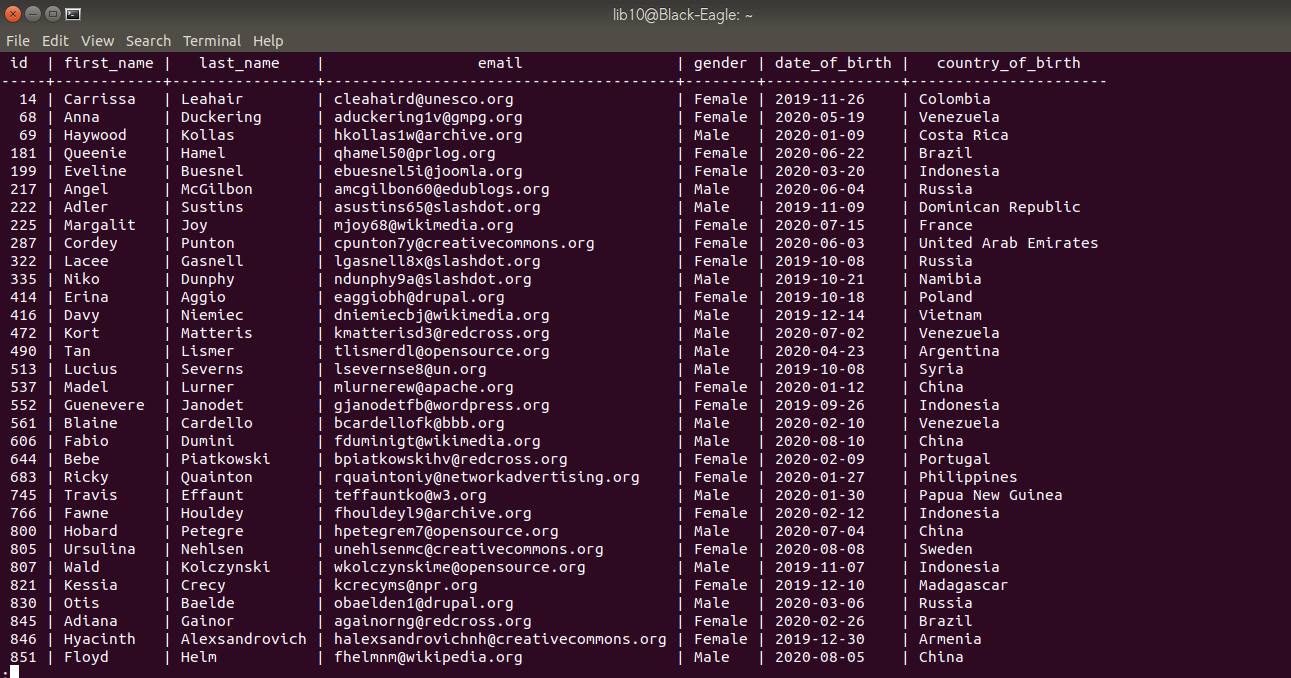 lib10@Black-Eagle: ~
File Edit View Search Terminal Help
 id  | first_name |   last_name    |                 email                 | gender | date_of_birth |   country_of_birth
-----+------------+----------------+---------------------------------------+--------+---------------+----------------------
  14 | Carrissa   | Leahair        | cleahaird@unesco.org                  | Female | 2019-11-26    | Colombia
  68 | Anna       | Duckering      | aduckering1v@gmpg.org                 | Female | 2020-05-19    | Venezuela
  69 | Haywood    | Kollas         | hkollas1w@archive.org                 | Male   | 2020-01-09    | Costa Rica
 181 | Queenie    | Hamel          | qhamel50@prlog.org                    | Female | 2020-06-22    | Brazil
 199 | Eveline    | Buesnel        | ebuesnel5i@joomla.org                 | Female | 2020-03-20    | Indonesia
 217 | Angel      | McGilbon       | amcgilbon60@edublogs.org              | Male   | 2020-06-04    | Russia
 222 | Adler      | Sustins        | asustins65@slashdot.org               | Male   | 2019-11-09    | Dominican Republic
 225 | Margalit   | Joy            | mjoy68@wikimedia.org                  | Female | 2020-07-15    | France
 287 | Cordey     | Punton         | cpunton7y@creativecommons.org         | Female | 2020-06-03    | United Arab Emirates
 322 | Lacee      | Gasnell        | lgasnell8x@slashdot.org               | Female | 2019-10-08    | Russia
 335 | Niko       | Dunphy         | ndunphy9a@slashdot.org                | Male   | 2019-10-21    | Namibia
 414 | Erina      | Aggio          | eaggiobh@drupal.org                   | Female | 2019-10-18    | Poland
 416 | Davy       | Niemiec        | dniemiecbj@wikimedia.org              | Male   | 2019-12-14    | Vietnam
 472 | Kort       | Matteris       | kmatterisd3@redcross.org              | Male   | 2020-07-02    | Venezuela
 490 | Tan        | Lismer         | tlismerdl@opensource.org              | Male   | 2020-04-23    | Argentina
 513 | Lucius     | Severns        | lsevernse8@un.org                     | Male   | 2019-10-08    | Syria
 537 | Madel      | Lurner         | mlurnerew@apache.org                  | Female | 2020-01-12    | China
 552 | Guenevere  | Janodet        | gjanodetfb@wordpress.org              | Female | 2019-09-26    | Indonesia
 561 | Blaine     | Cardello       | bcardellofk@bbb.org                   | Male   | 2020-02-10    | Venezuela
 606 | Fabio      | Dumini         | fduminigt@wikimedia.org               | Male   | 2020-08-10    | China
 644 | Bebe       | Piatkowski     | bpiatkowskihv@redcross.org            | Female | 2020-02-09    | Portugal
 683 | Ricky      | Quainton       | rquaintoniy@networkadvertising.org    | Female | 2020-01-27    | Philippines
 745 | Travis     | Effaunt        | teffauntko@w3.org                     | Male   | 2020-01-30    | Papua New Guinea
 766 | Fawne      | Houldey        | fhouldeyl9@archive.org                | Female | 2020-02-12    | Indonesia
 800 | Hobard     | Petegre        | hpetegrem7@opensource.org             | Male   | 2020-07-04    | China
 805 | Ursulina   | Nehlsen        | unehlsenmc@creativecommons.org        | Female | 2020-08-08    | Sweden
 807 | Wald       | Kolczynski     | wkolczynskime@opensource.org          | Male   | 2019-11-07    | Indonesia
 821 | Kessia     | Crecy          | kcrecyms@npr.org                      | Female | 2019-12-10    | Madagascar
 830 | Otis       | Baelde         | obaelden1@drupal.org                  | Male   | 2020-03-06    | Russia
 845 | Adiana     | Gainor         | againorng@redcross.org                | Female | 2020-02-26    | Brazil
 846 | Hyacinth   | Alexsandrovich | halexsandrovichnh@creativecommons.org | Female | 2019-12-30    | Armenia
 851 | Floyd      | Helm           | fhelmnm@wikipedia.org                 | Male   | 2020-08-05    | China
: